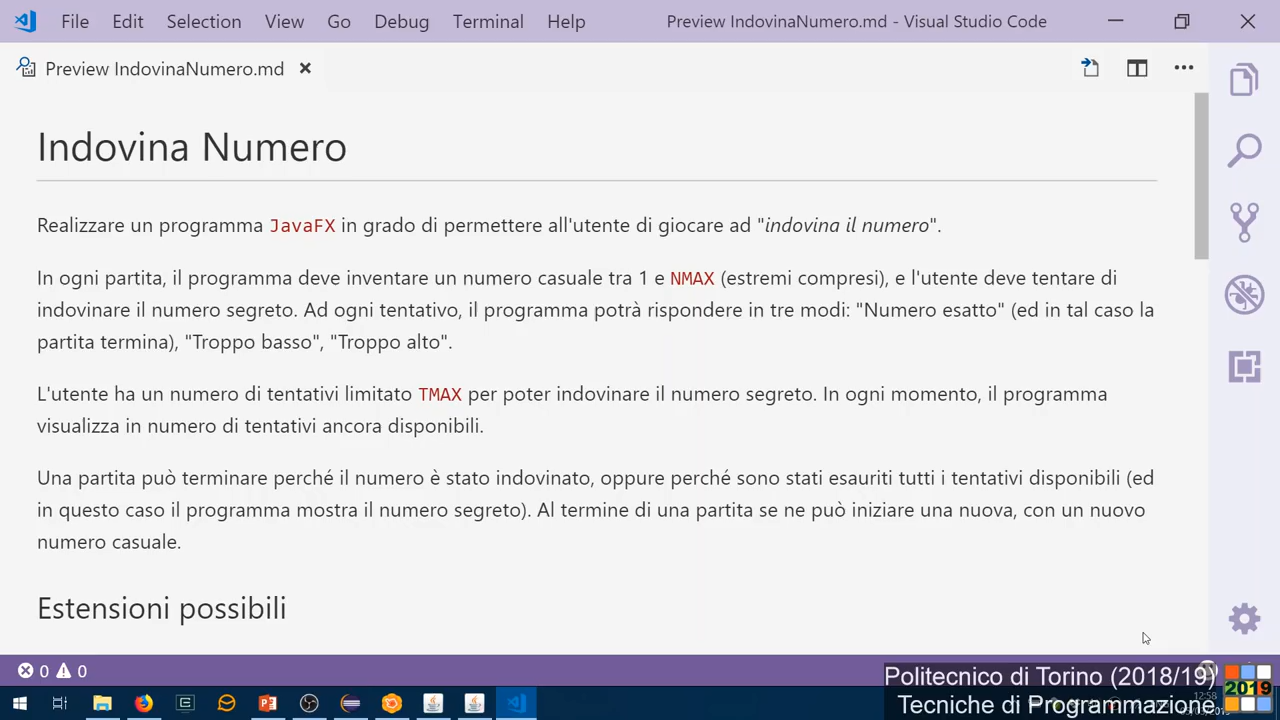 File Edit Selection View Go Debug Terminal Help Preview IndovinaNumero.md - Visual Studio Code
Preview IndovinaNumero.md
Indovina Numero
Realizzare un programma JavaFX in grado di permettere all'utente di giocare ad "indovina il numero".
In ogni partita, il programma deve inventare un numero casuale tra 1 e NMAX (estremi compresi), e l'utente deve tentare di
indovinare il numero segreto. Ad ogni tentativo, il programma potrà rispondere in tre modi: "Numero esatto" (ed in tal caso la
partita termina), "Troppo basso", "Troppo alto".
L'utente ha un numero di tentativi limitato TMAX per poter indovinare il numero segreto. In ogni momento, il programma
visualizza in numero di tentativi ancora disponibili.
Una partita può terminare perché il numero è stato indovinato, oppure perché sono stati esauriti tutti i tentativi disponibili (ed
in questo caso il programma mostra il numero segreto). Al termine di una partita se ne può iniziare una nuova, con un nuovo
numero casuale.
Estensioni possibili
0 0
Politecnico di Torino (2018/19)
Tecniche di Programmazione
2019
12:58